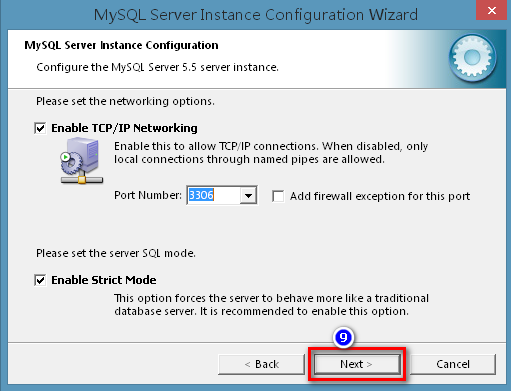 MySQL Server Instance Configuration Wizard
MySQL Server Instance Configuration
Configure the MySQL Server 5.5 server instance.
Please set the networking options.
Enable TCP/IP Networking
Enable this to allow TCP/IP connections. When disabled, only
local connections through named pipes are allowed.
Port Number: 3306 Add firewall exception for this port
Please set the server SQL mode.
Enable Strict Mode
This option forces the server to behave more like a traditional
database server. It is recommended to enable this option.
9
< Back Next > Cancel